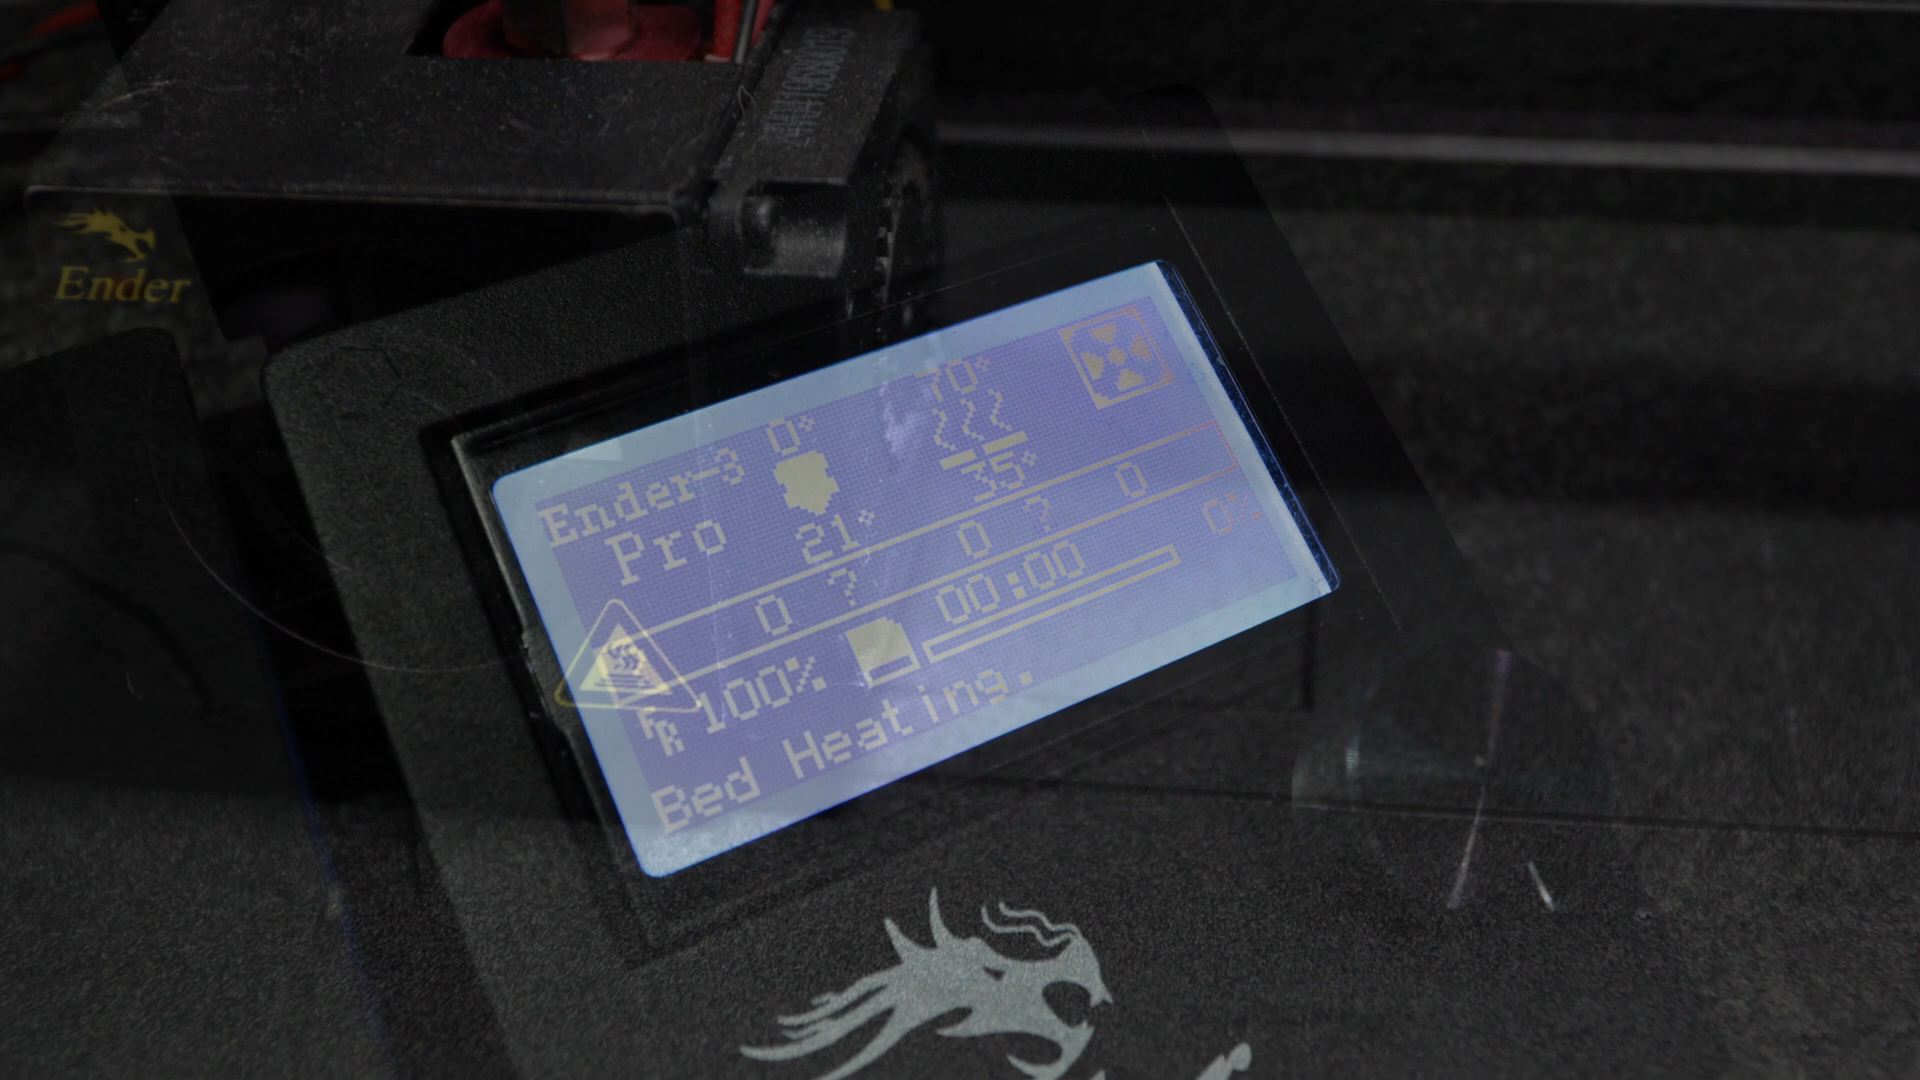 Ender
Ender-3
Pro
0°
21°
70°
35°
0 ? 0 ? 0
R 100%
00:00
0%
Bed Heating.